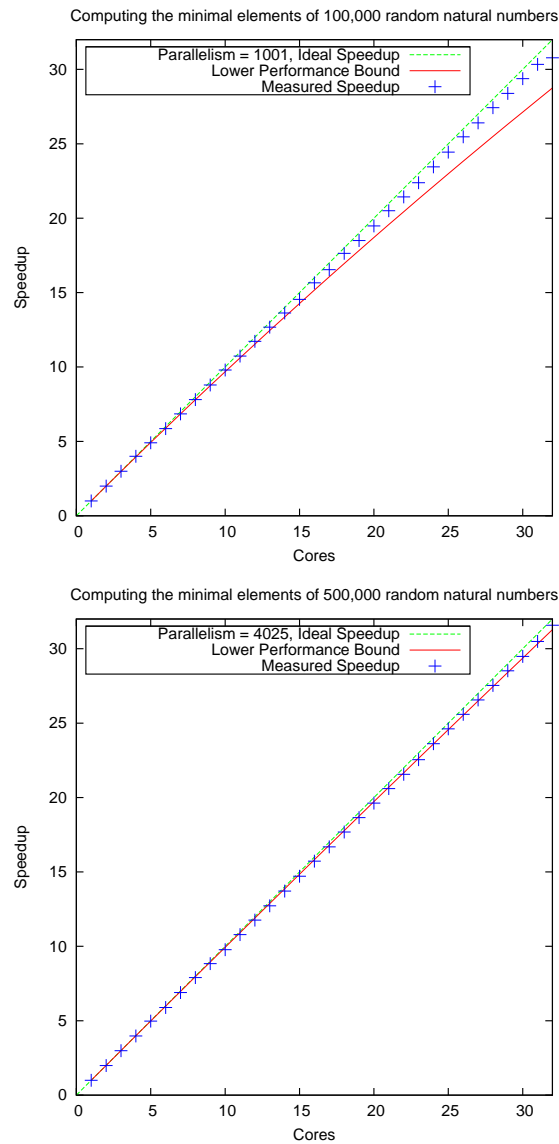 Computing the minimal elements of 100,000 random natural numbers
Parallelism = 1001, Ideal Speedup
Lower Performance Bound
Measured Speedup
30
25
20
15
10
5
0
Speedup
0 5 10 15 20 25 30
Cores
Computing the minimal elements of 500,000 random natural numbers
Parallelism = 4025, Ideal Speedup
Lower Performance Bound
Measured Speedup
30
25
20
15
10
5
0
Speedup
0 5 10 15 20 25 30
Cores